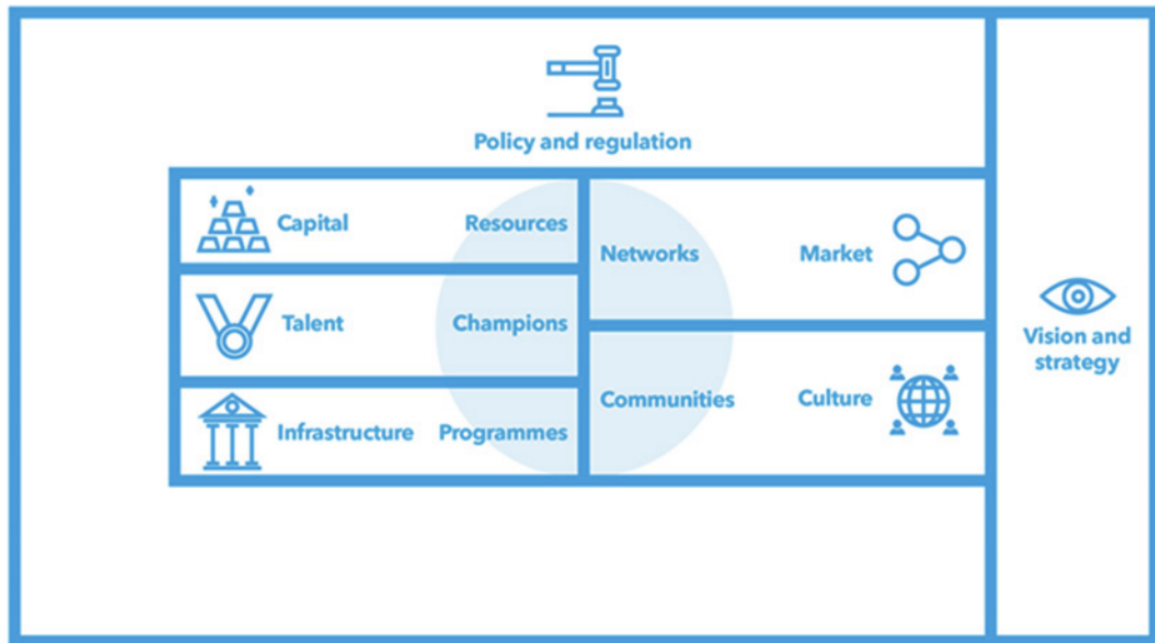 Policy and regulation
Capital Resources
Talent Champions
Infrastructure Programmes
Networks Market
Communities Culture
Vision and
strategy